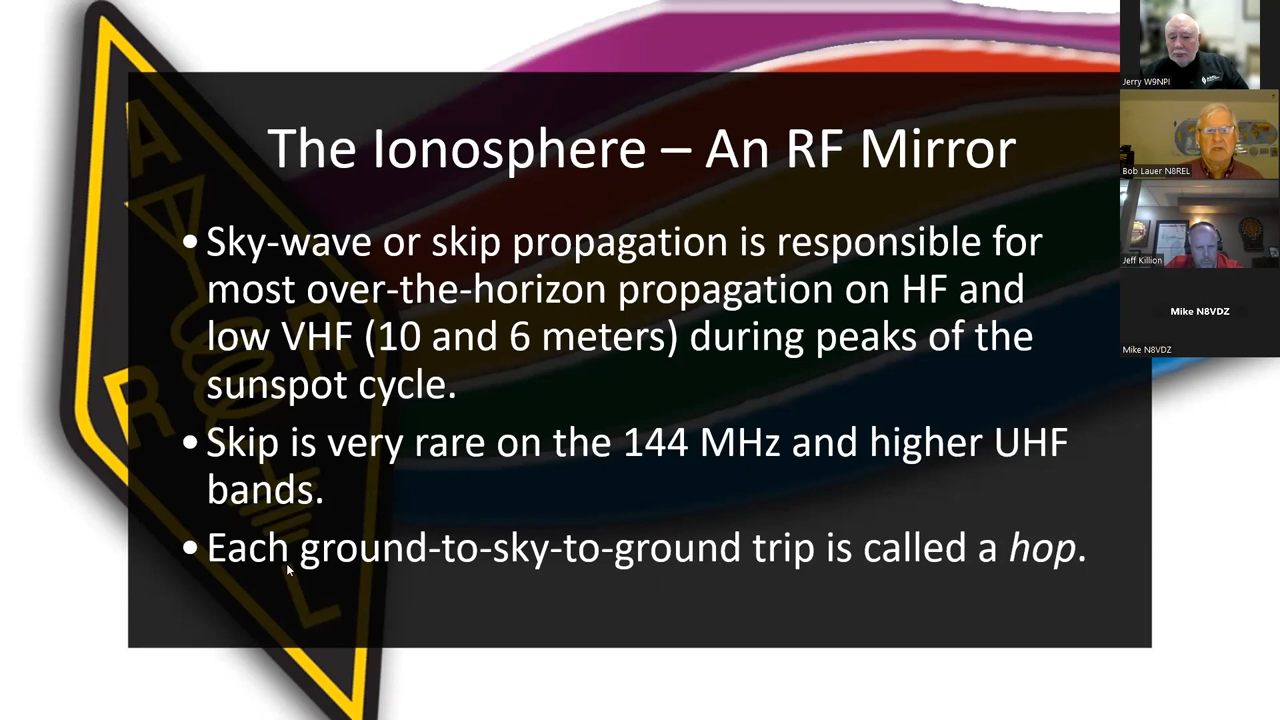 The Ionosphere – An RF Mirror
•Sky-wave or skip propagation is responsible for
most over-the-horizon propagation on HF and
low VHF (10 and 6 meters) during peaks of the
sunspot cycle.
•Skip is very rare on the 144 MHz and higher UHF
bands.
•Each ground-to-sky-to-ground trip is called a hop.
A
R
R
L
Jerry W9NPI
Bob Lauer N8REL
Jeff Killion
Mike N8VDZ
Mike N8VDZ